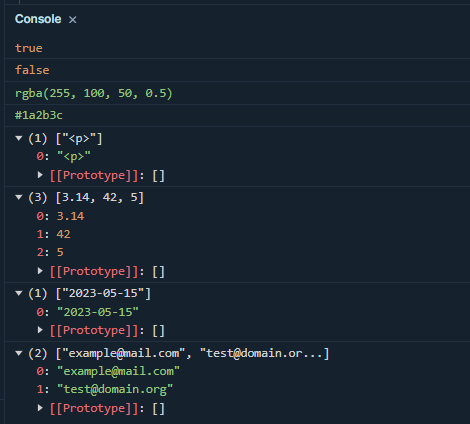 Console ×
true
false
rgba(255, 100, 50, 0.5)
#1a2b3c
▼ (1) ["<p>"]
0: "<p>"
▶ [[Prototype]]: []
▼ (3) [3.14, 42, 5]
0: 3.14
1: 42
2: 5
▶ [[Prototype]]: []
▼ (1) ["2023-05-15"]
0: "2023-05-15"
▶ [[Prototype]]: []
▼ (2) ["example@mail.com", "test@domain.or...]
0: "example@mail.com"
1: "test@domain.org"
▶ [[Prototype]]: []